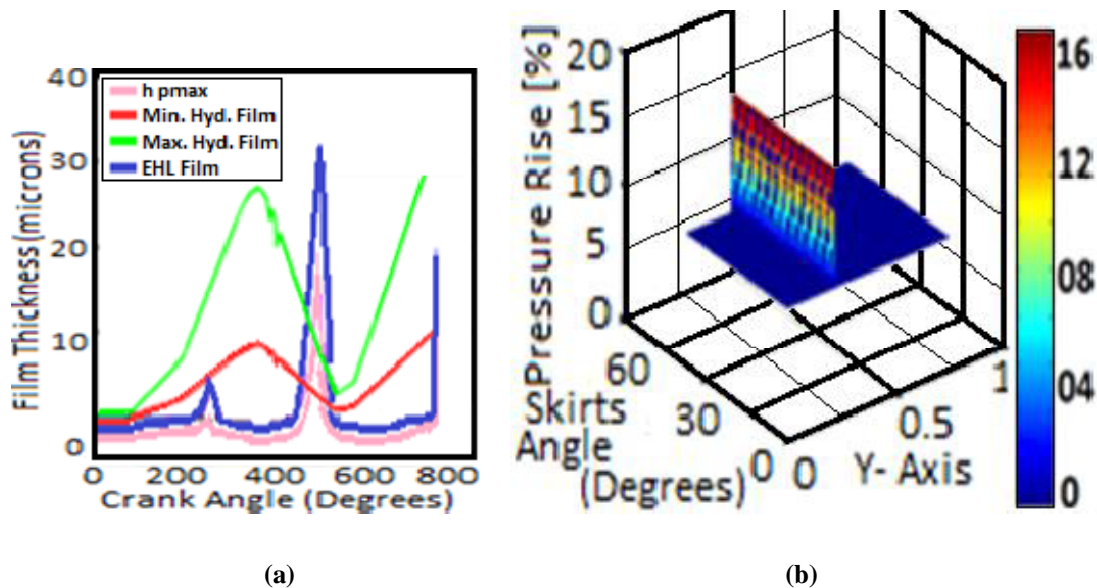 40
30
20
10
0
Film Thickness (microns)
h pmax
Min. Hyd. Film
Max. Hyd. Film
EHL Film
0 200 400 600 800
Crank Angle (Degrees)
(a)
Pressure Rise [%]
20
15
10
5
0
60
30
0
Skirts
Angle
(Degrees)
0
0.5
1
Y- Axis
16
12
08
04
0
(b)